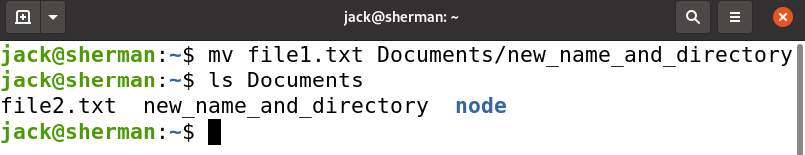 jack@sherman: ~
jack@sherman:~$ mv file1.txt Documents/new_name_and_directory
jack@sherman:~$ ls Documents
file2.txt  new_name_and_directory  node
jack@sherman:~$